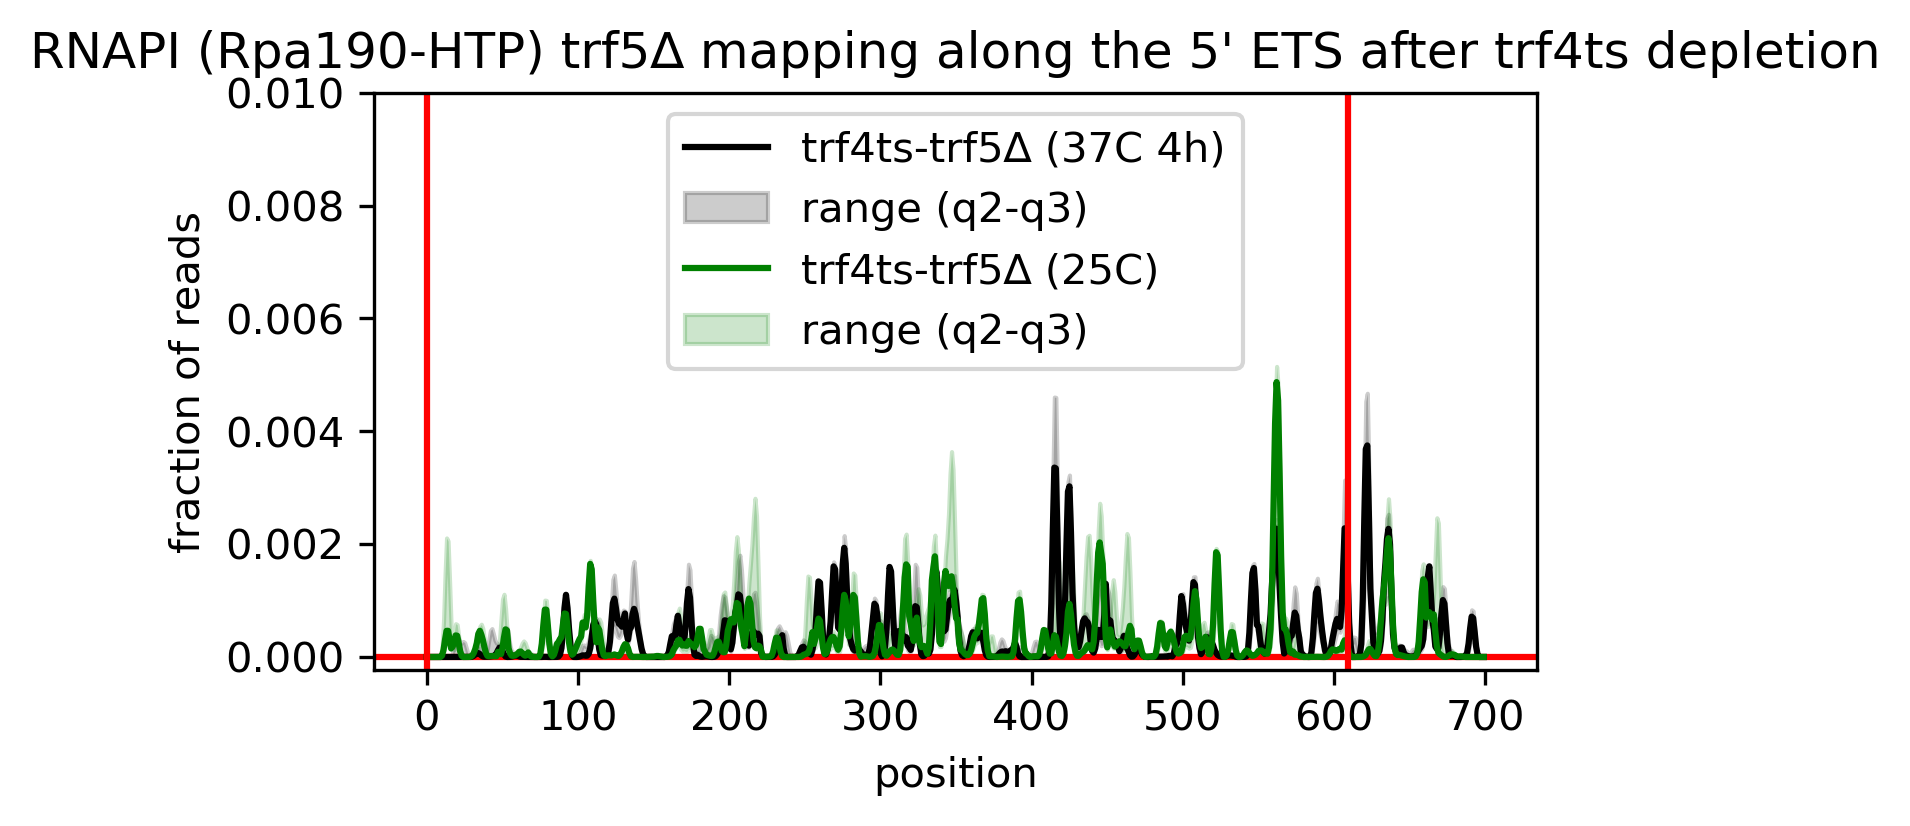 RNAPI (Rpa190-HTP) trf5Δ mapping along the 5' ETS after trf4ts depletion
0.010
0.008
0.006
0.004
0.002
0.000
fraction of reads
trf4ts-trf5Δ (37C 4h)
range (q2-q3)
trf4ts-trf5Δ (25C)
range (q2-q3)
0 100 200 300 400 500 600 700
position